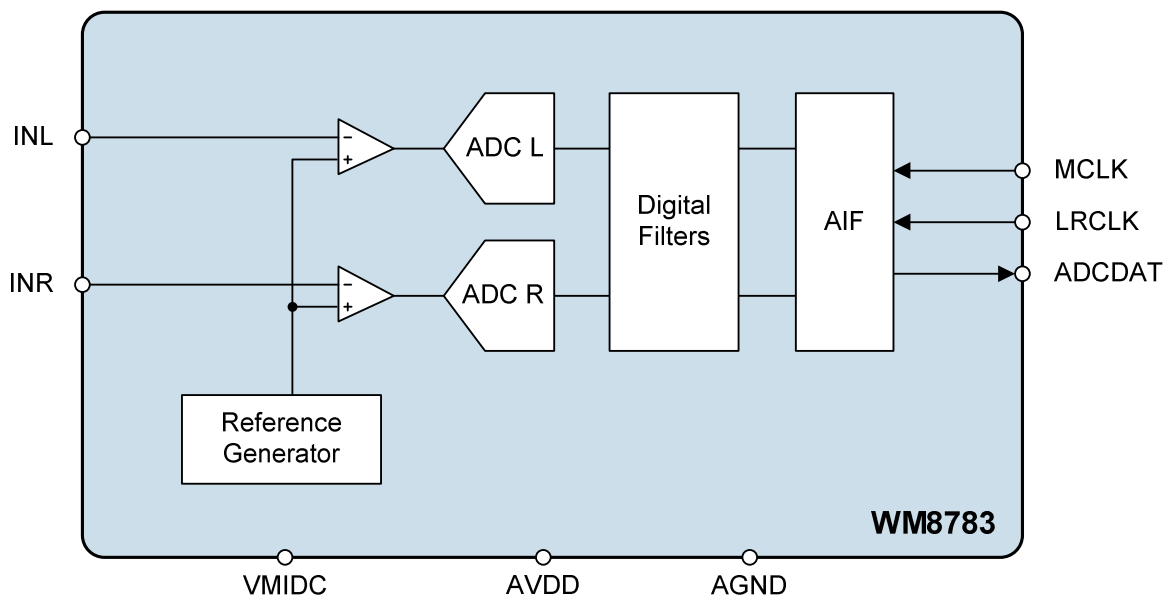 INL
-
+
ADC L
Digital
Filters
AIF
MCLK
LRCLK
ADCDAT
INR
-
+
ADC R
Reference
Generator
WM8783
VMIDC
AVDD
AGND